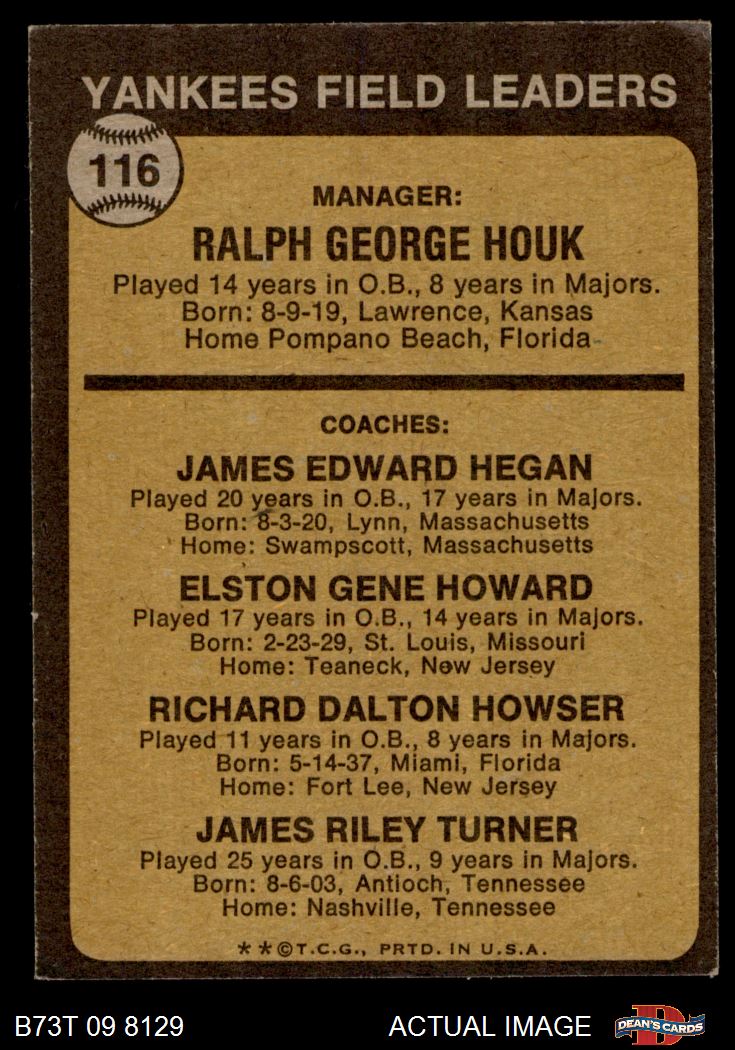 YANKEES FIELD LEADERS
116
MANAGER:
RALPH GEORGE HOUK
Played 14 years in O.B., 8 years in Majors.
Born: 8-9-19, Lawrence, Kansas
Home Pompano Beach, Florida
COACHES:
JAMES EDWARD HEGAN
Played 20 years in O.B., 17 years in Majors.
Born: 8-3-20, Lynn, Massachusetts
Home: Swampscott, Massachusetts
ELSTON GENE HOWARD
Played 17 years in O.B., 14 years in Majors.
Born: 2-23-29, St. Louis, Missouri
Home: Teaneck, New Jersey
RICHARD DALTON HOWSER
Played 11 years in O.B., 8 years in Majors.
Born: 5-14-37, Miami, Florida
Home: Fort Lee, New Jersey
JAMES RILEY TURNER
Played 25 years in O.B., 9 years in Majors.
Born: 8-6-03, Antioch, Tennessee
Home: Nashville, Tennessee
**©T.C.G., PRTD. IN U.S.A.
B73T 09 8129 ACTUAL IMAGE D DEAN'S CARDS